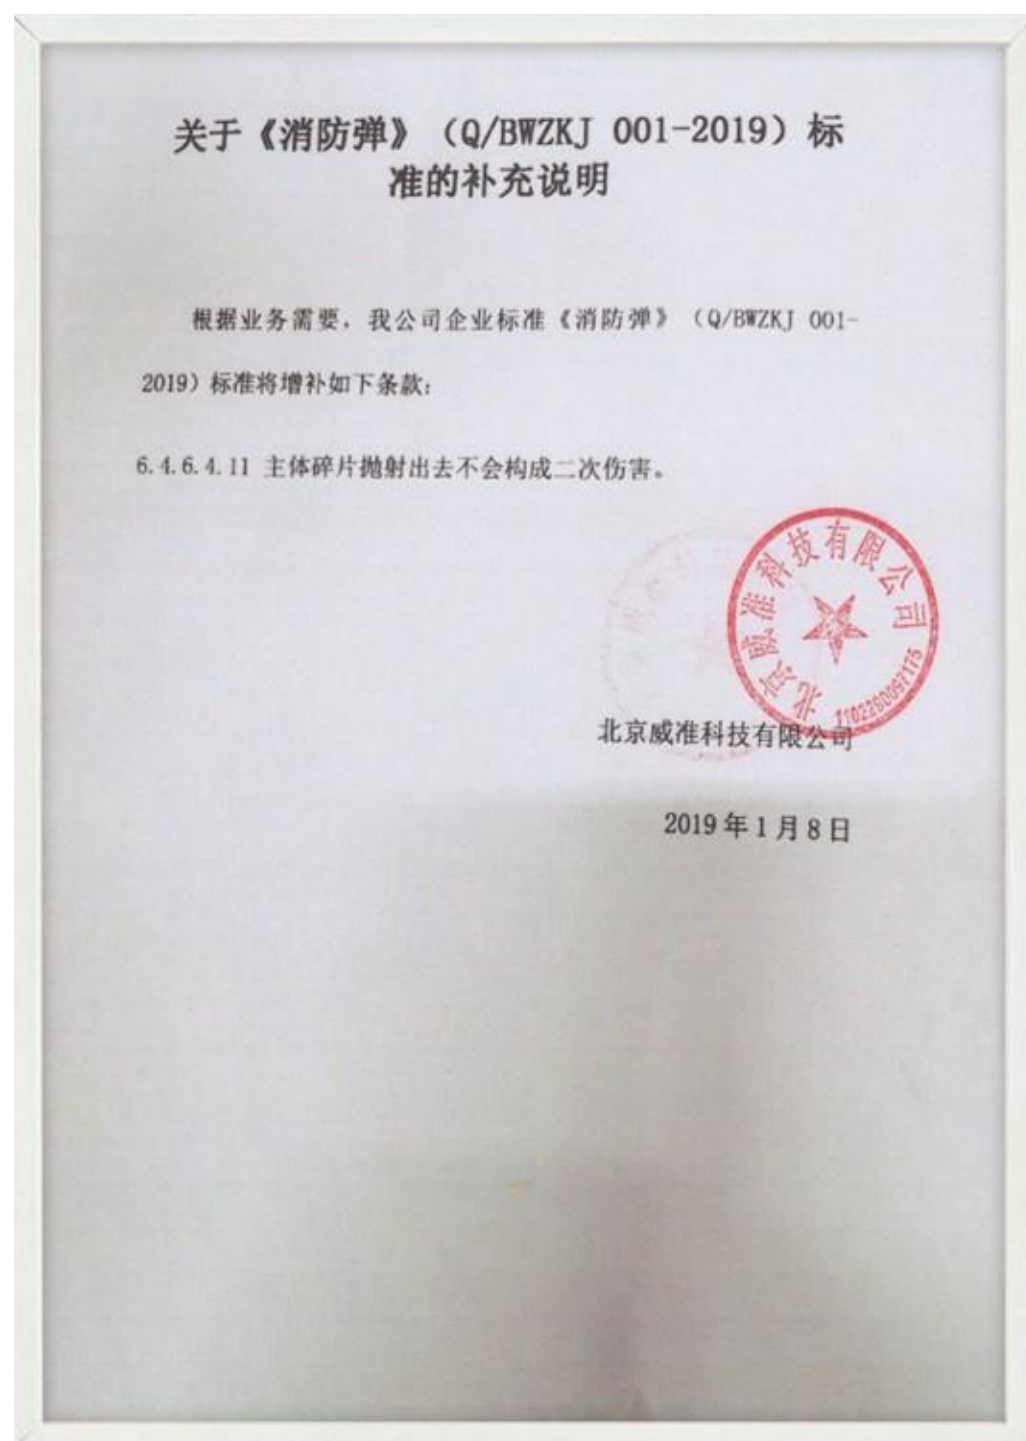 关于《消防弹》（Q/BWZKJ 001-2019）标
准的补充说明
根据业务需要，我公司企业标准《消防弹》（Q/BWZKJ 001-
2019）标准将增补如下条款：
6.4.6.4.11 主体碎片抛射出去不会构成二次伤害。
北京威准科技有限公司
1102260097175
北京威准科技有限公司
2019年1月8日